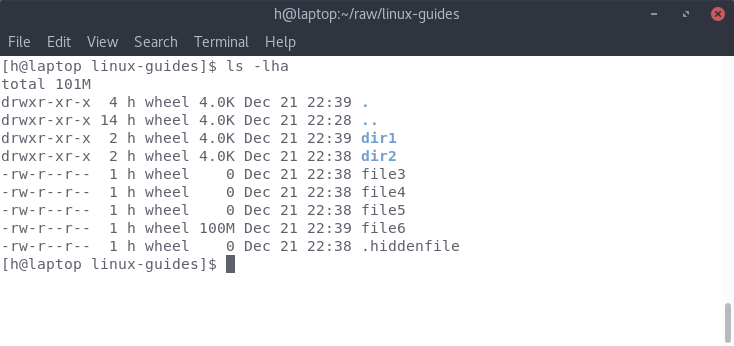 h@laptop:~/raw/linux-guides
File Edit View Search Terminal Help
[h@laptop linux-guides]$ ls -lha
total 101M
drwxr-xr-x  4 h wheel 4.0K Dec 21 22:39 .
drwxr-xr-x 14 h wheel 4.0K Dec 21 22:28 ..
drwxr-xr-x  2 h wheel 4.0K Dec 21 22:39 dir1
drwxr-xr-x  2 h wheel 4.0K Dec 21 22:38 dir2
-rw-r--r--  1 h wheel    0 Dec 21 22:38 file3
-rw-r--r--  1 h wheel    0 Dec 21 22:38 file4
-rw-r--r--  1 h wheel    0 Dec 21 22:38 file5
-rw-r--r--  1 h wheel 100M Dec 21 22:39 file6
-rw-r--r--  1 h wheel    0 Dec 21 22:38 .hiddenfile
[h@laptop linux-guides]$